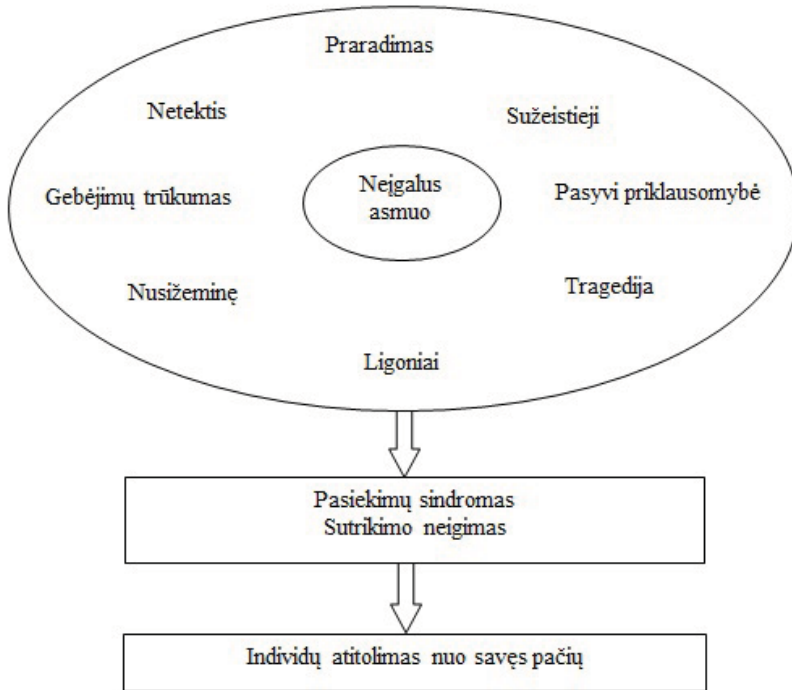 Praradimas
Netektis
Sužeistieji
Gebėjimų trūkumas
Neįgalus
asmuo
Pasyvi priklausomybė
Nusižeminę
Tragedija
Ligoniai
Pasiekimų sindromas
Sutrikimo neigimas
Individų atitolimas nuo savęs pačių